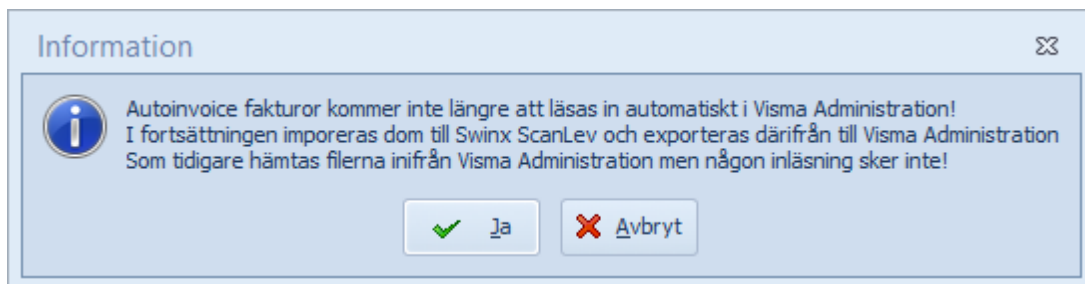 Information
Autoinvoice fakturor kommer inte längre att läsas in automatiskt i Visma Administration!
I fortsättningen imporeras dom till Swinx ScanLev och exporteras därifrån till Visma Administration
Som tidigare hämtas filerna inifrån Visma Administration men någon inläsning sker inte!
Ja
Avbryt